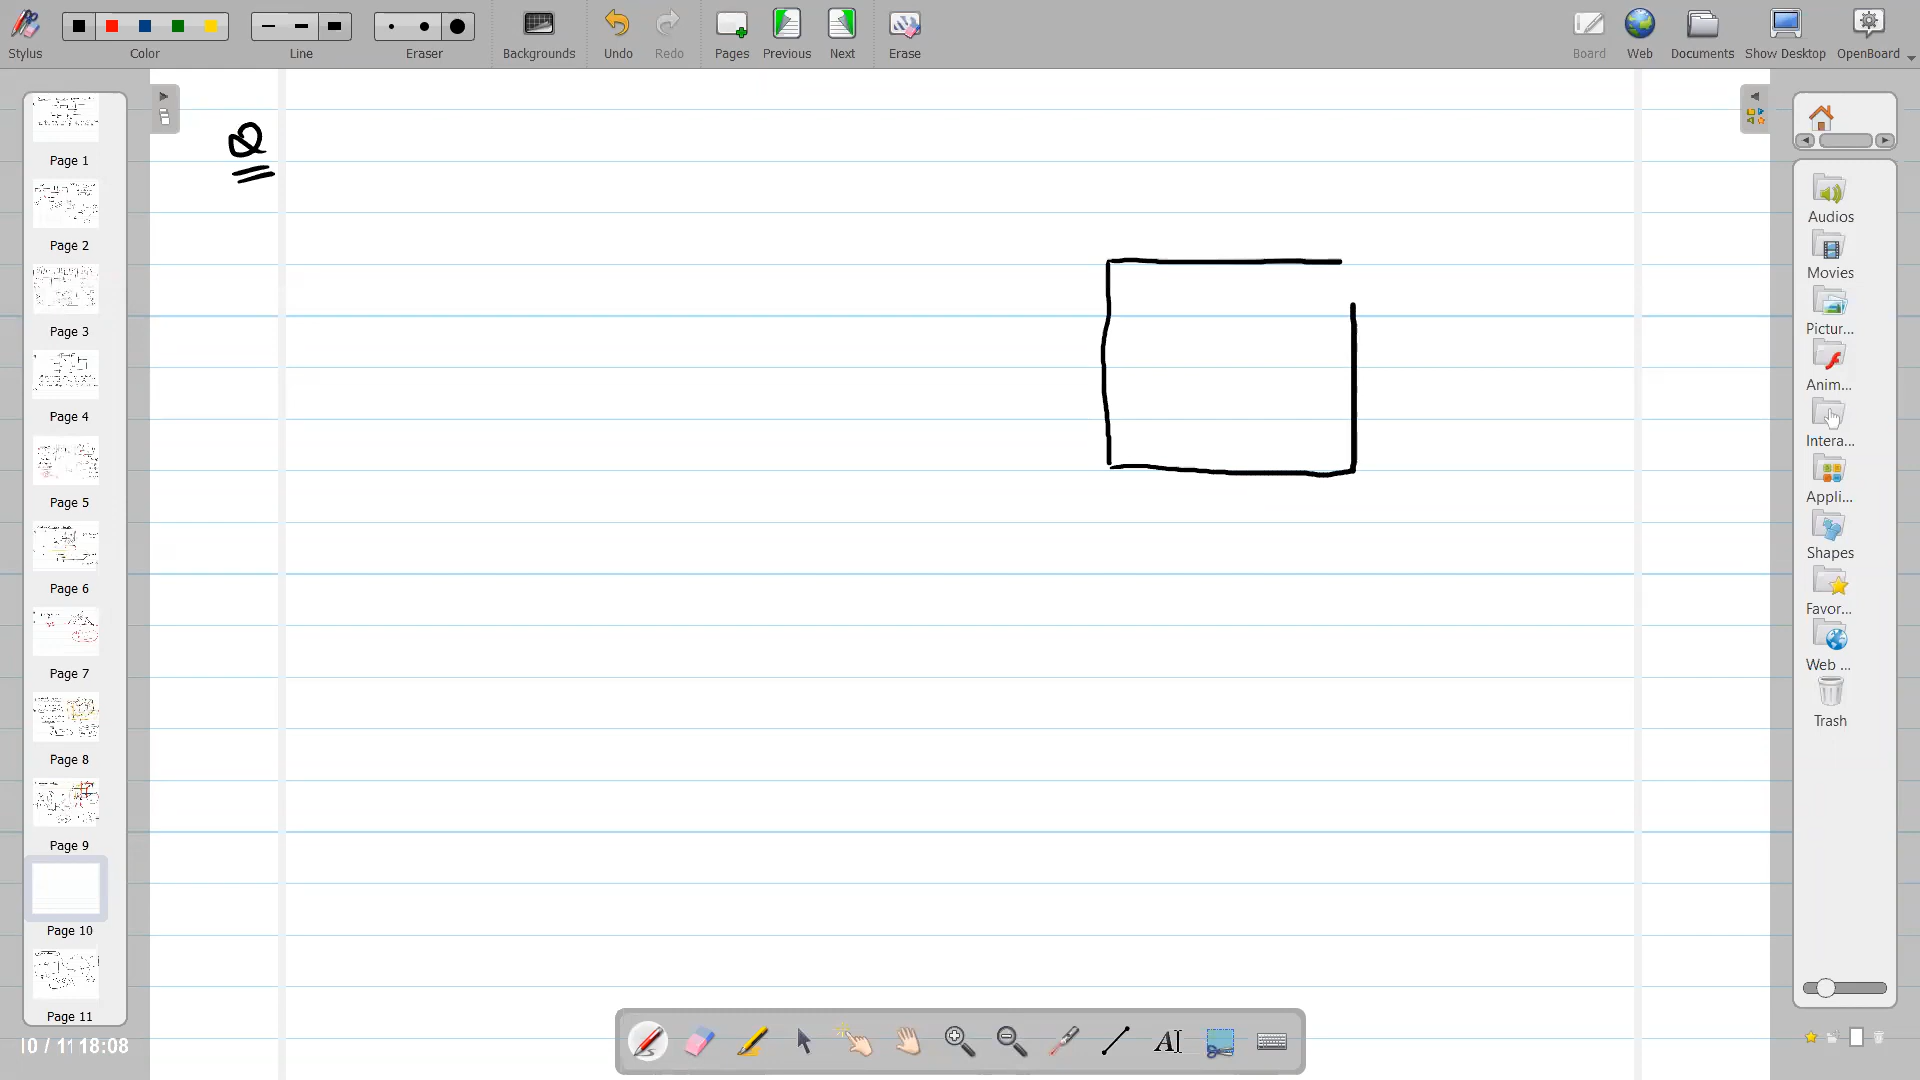 Stylus
Color
Line
Eraser
Backgrounds
Undo
Redo
Pages
Previous
Next
Erase
Board
Web
Documents
Show Desktop
OpenBoard
Q
Page 1
Page 2
Page 3
Page 4
Page 5
Page 6
Page 7
Page 8
Page 9
Page 10
Page 11
18:08
Audios
Movies
Pictur...
Anim...
Intera...
Appli...
Shapes
Favor...
Web ...
Trash